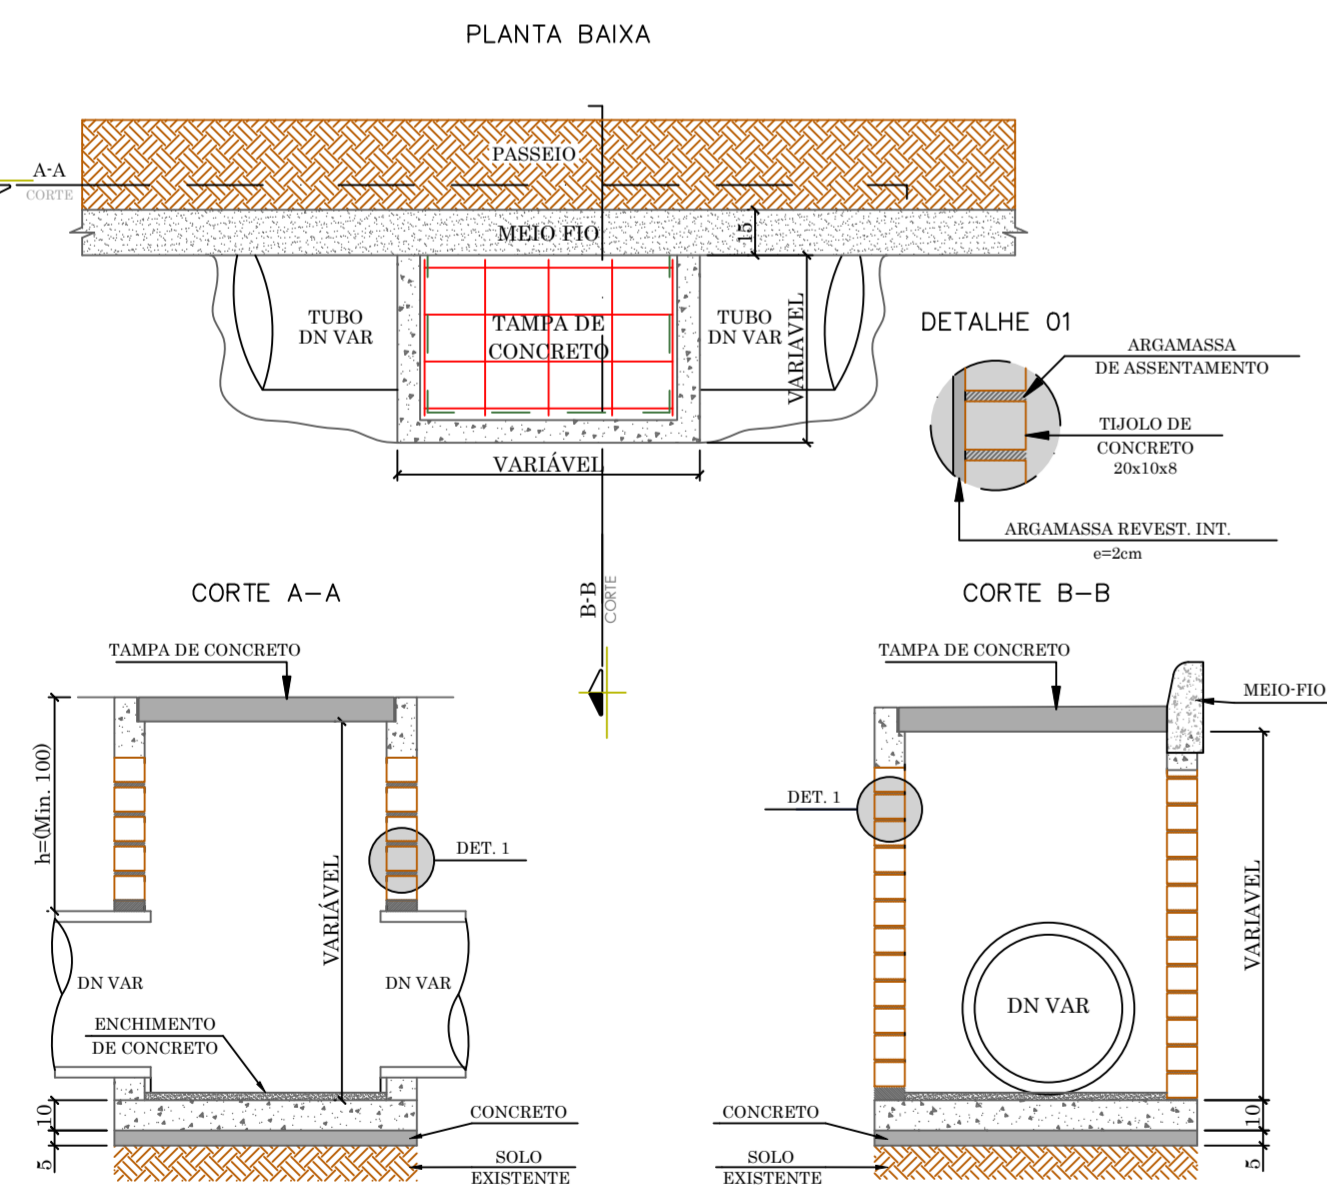 PLANTA BAIXA
A-A
CORTE
PASSEIO
MEIO FIO
15
TUBO
DN VAR
TAMPA DE
CONCRETO
TUBO
DN VAR
VARIAVEL
VARIÁVEL
B-B
CORTE
DETALHE 01
ARGAMASSA
DE ASSENTAMENTO
TIJOLO DE
CONCRETO
20x10x8
ARGAMASSA REVEST. INT.
e=2cm
CORTE A-A
TAMPA DE CONCRETO
h=(Min. 100)
VARIÁVEL
DET. 1
DN VAR
DN VAR
ENCHIMENTO
DE CONCRETO
10
5
CONCRETO
SOLO
EXISTENTE
CORTE B-B
TAMPA DE CONCRETO
MEIO-FIO
DET. 1
DN VAR
VARIAVEL
CONCRETO
SOLO
EXISTENTE
10
5